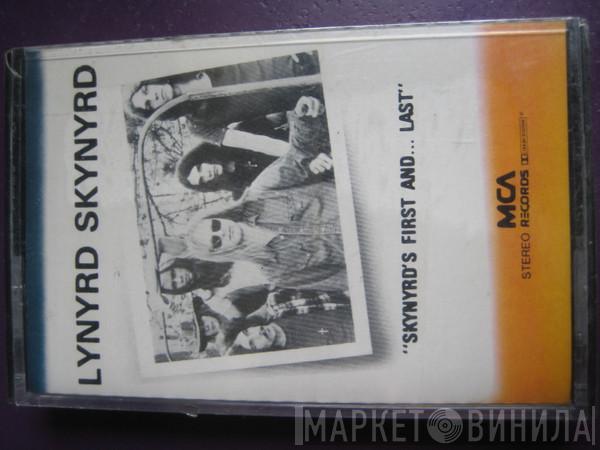 LYNYRD SKYNYRD
"SKYNYRD'S FIRST AND... LAST"
MCA
STEREO RECORDS
МАРКЕТ ВИНИЛА